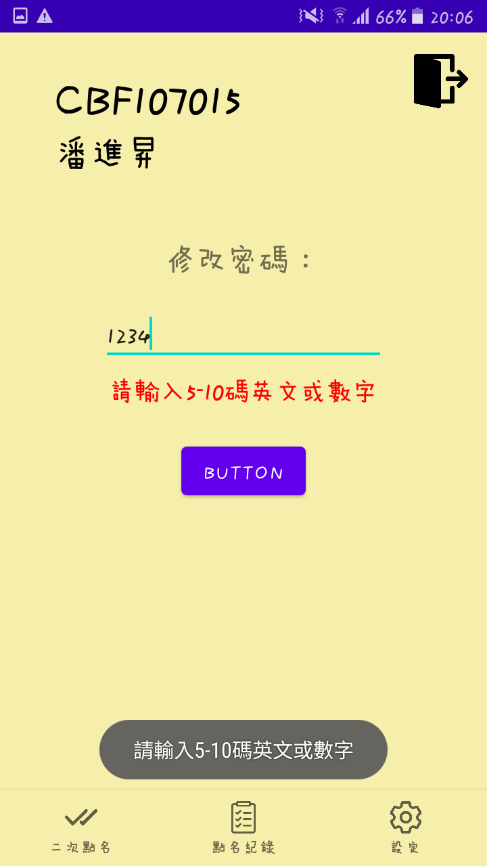 66% 20:06
CBF107015
潘進昇
修改密碼：
1234
請輸入5-10碼英文或數字
BUTTON
請輸入5-10碼英文或數字
二次點名 點名紀錄 設定